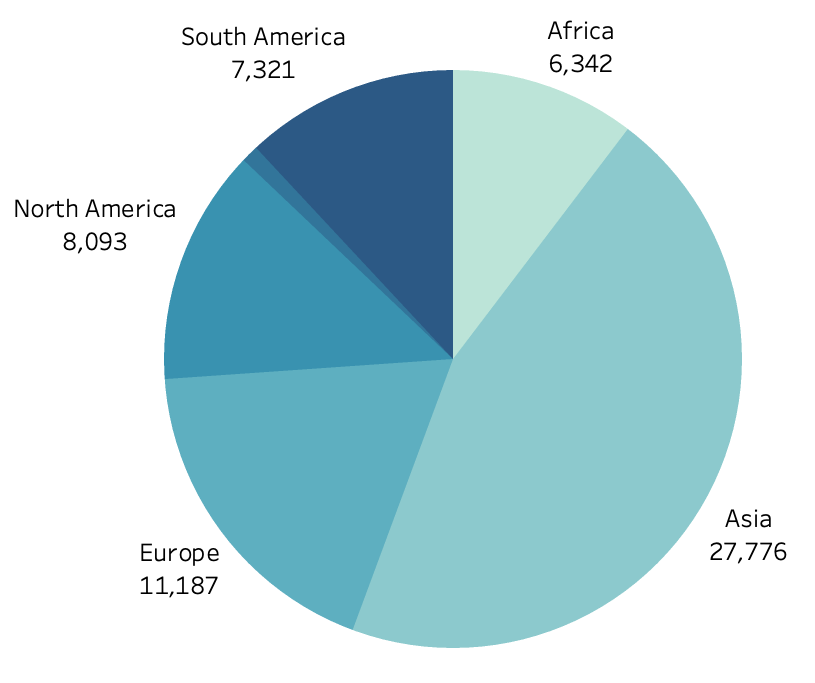 Africa
6,342
Asia
27,776
Europe
11,187
North America
8,093
South America
7,321